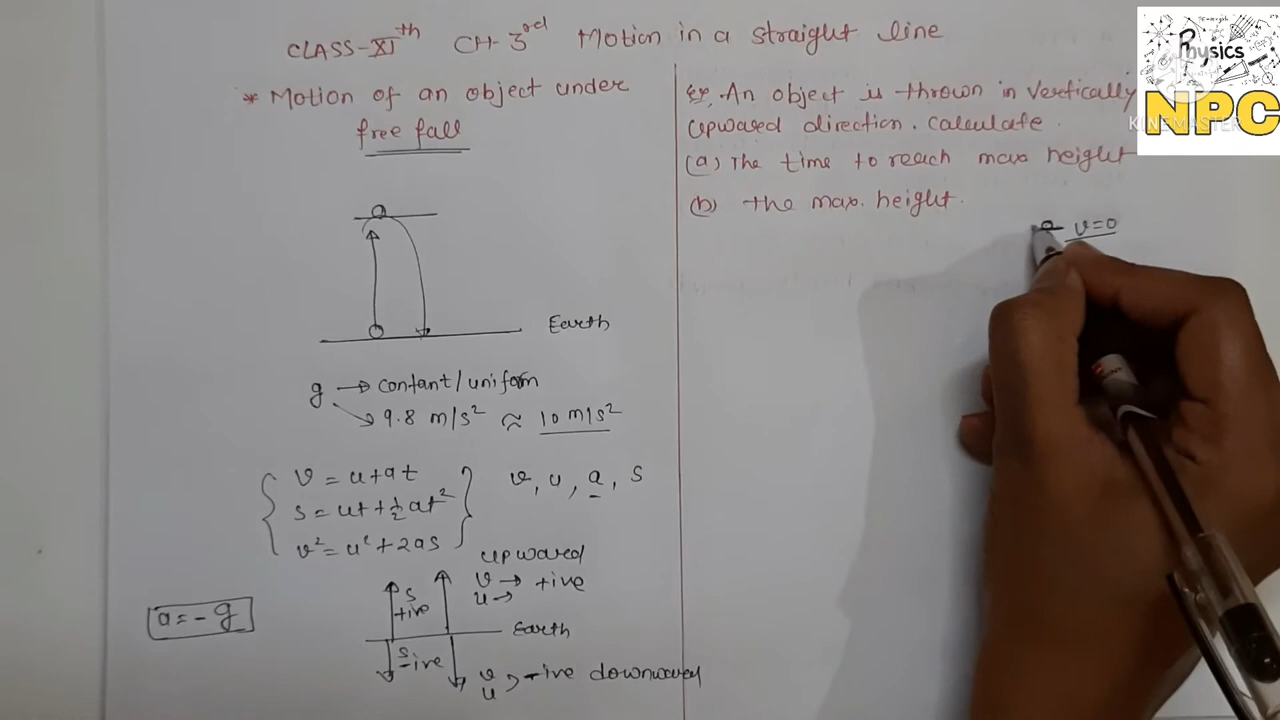 CLASS-XIth CH-3rd Motion in a straight line
* Motion of an object under
free fall
Earth
g → contant/uniform
→ 9.8 m/s² ≈ 10 m/s²
v = u+at
s = ut+½at²
v² = u²+2as
v, u, a, s
upward
v → +ive
u →
s
+ive
Earth
s
-ive
v
u → -ive downward
a = -g
Ex. An object is thrown in vertically
upward direction. calculate
(a) The time to reach max height
(b) the max. height.
v=0
Physics
NPC
KINEMASTER